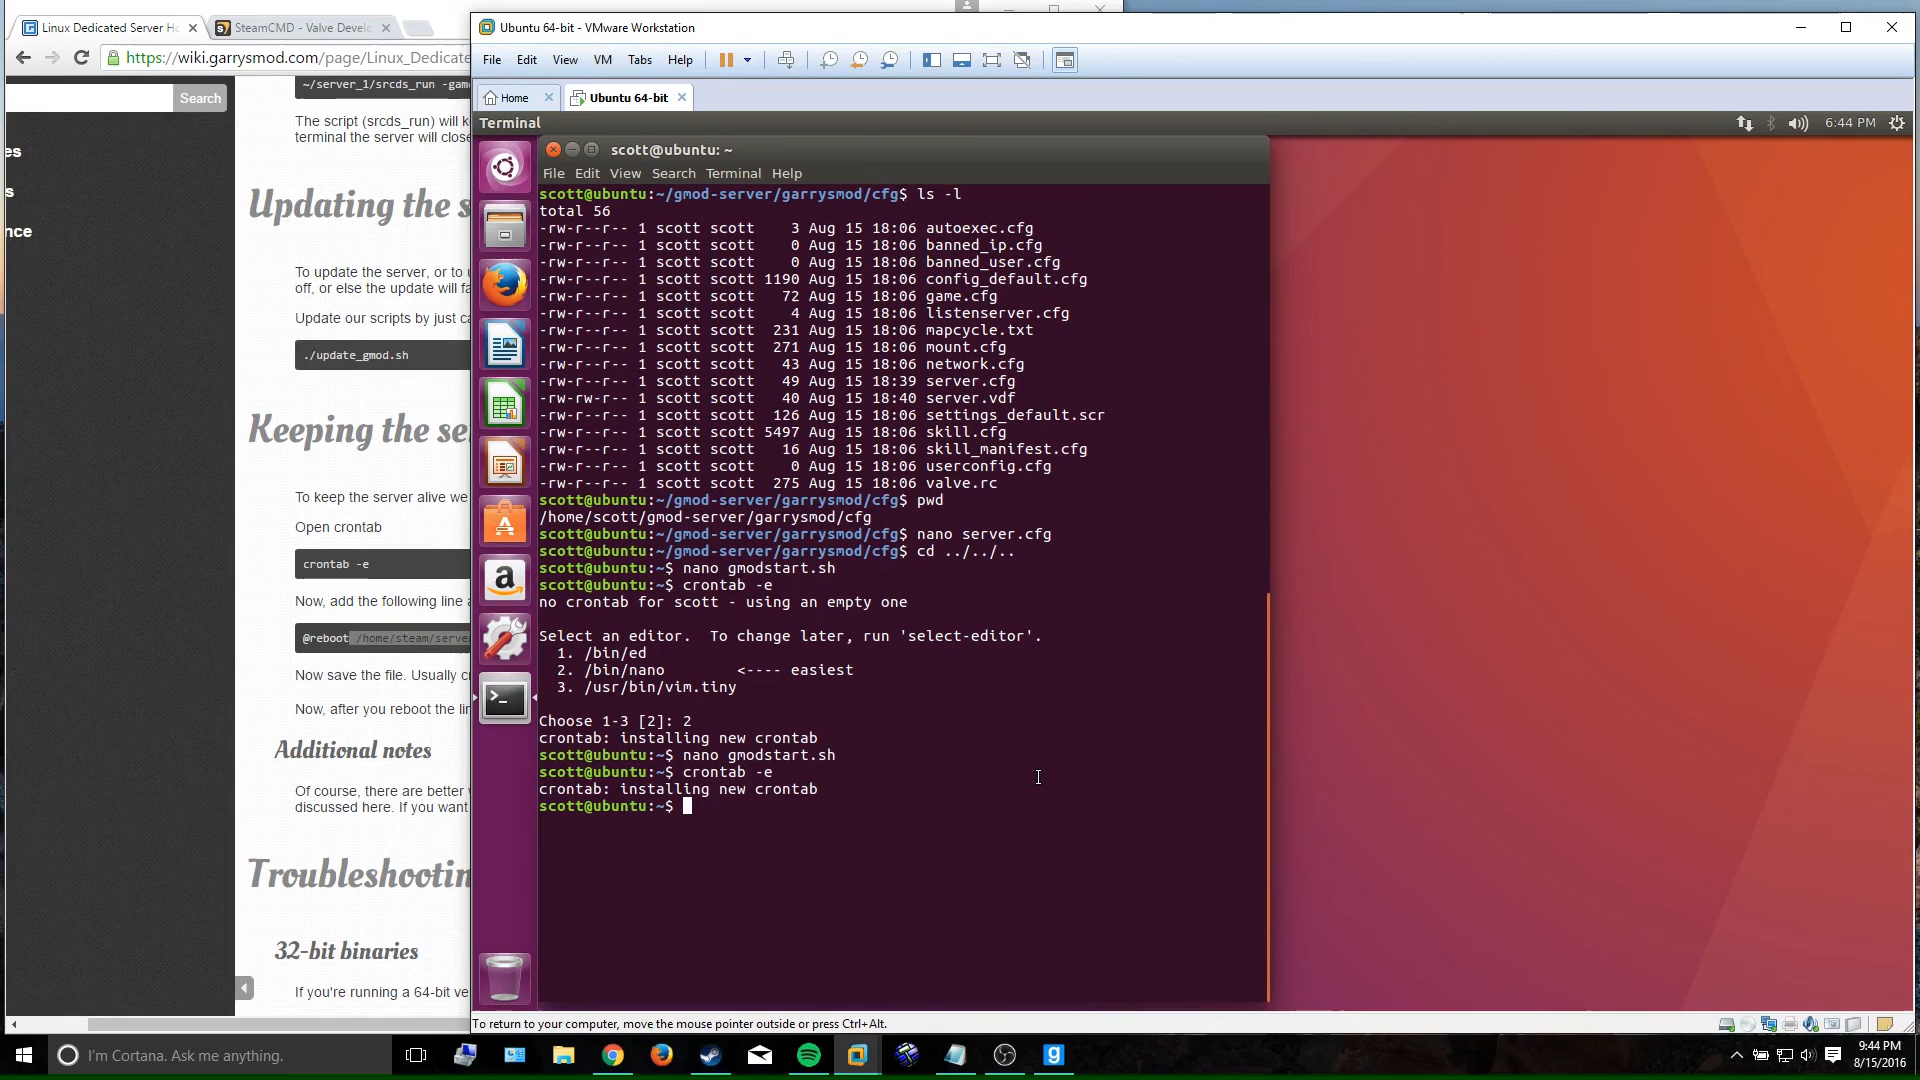 Linux Dedicated Server Ho
SteamCMD - Valve Develo
https://wiki.garrysmod.com/page/Linux_Dedicate
Search
es
s
nce
~/server_1/srcds_run -gam
The script (srcds_run) will k
terminal the server will close
Updating the s
To update the server, or to u
off, or else the update will fa
Update our scripts by just ca
./update_gmod.sh
Keeping the se
To keep the server alive we
Open crontab
crontab -e
Now, add the following line a
@reboot /home/steam/serve
Now save the file. Usually cr
Now, after you reboot the lin
Additional notes
Of course, there are better w
discussed here. If you want
Troubleshootin
32-bit binaries
If you're running a 64-bit ve
Ubuntu 64-bit - VMware Workstation
File Edit View VM Tabs Help
Home
Ubuntu 64-bit
Terminal
6:44 PM
scott@ubuntu: ~
File Edit View Search Terminal Help
scott@ubuntu:~/gmod-server/garrysmod/cfg$ ls -l
total 56
-rw-r--r-- 1 scott scott    3 Aug 15 18:06 autoexec.cfg
-rw-r--r-- 1 scott scott    0 Aug 15 18:06 banned_ip.cfg
-rw-r--r-- 1 scott scott    0 Aug 15 18:06 banned_user.cfg
-rw-r--r-- 1 scott scott 1190 Aug 15 18:06 config_default.cfg
-rw-r--r-- 1 scott scott   72 Aug 15 18:06 game.cfg
-rw-r--r-- 1 scott scott    4 Aug 15 18:06 listenserver.cfg
-rw-r--r-- 1 scott scott  231 Aug 15 18:06 mapcycle.txt
-rw-r--r-- 1 scott scott  271 Aug 15 18:06 mount.cfg
-rw-r--r-- 1 scott scott   43 Aug 15 18:06 network.cfg
-rw-r--r-- 1 scott scott   49 Aug 15 18:39 server.cfg
-rw-rw-r-- 1 scott scott   40 Aug 15 18:40 server.vdf
-rw-r--r-- 1 scott scott  126 Aug 15 18:06 settings_default.scr
-rw-r--r-- 1 scott scott 5497 Aug 15 18:06 skill.cfg
-rw-r--r-- 1 scott scott   16 Aug 15 18:06 skill_manifest.cfg
-rw-r--r-- 1 scott scott    0 Aug 15 18:06 userconfig.cfg
-rw-r--r-- 1 scott scott  275 Aug 15 18:06 valve.rc
scott@ubuntu:~/gmod-server/garrysmod/cfg$ pwd
/home/scott/gmod-server/garrysmod/cfg
scott@ubuntu:~/gmod-server/garrysmod/cfg$ nano server.cfg
scott@ubuntu:~/gmod-server/garrysmod/cfg$ cd ../../..
scott@ubuntu:~$ nano gmodstart.sh
scott@ubuntu:~$ crontab -e
no crontab for scott - using an empty one
Select an editor.  To change later, run 'select-editor'.
1. /bin/ed
2. /bin/nano        <---- easiest
3. /usr/bin/vim.tiny
Choose 1-3 [2]: 2
crontab: installing new crontab
scott@ubuntu:~$ nano gmodstart.sh
scott@ubuntu:~$ crontab -e
crontab: installing new crontab
scott@ubuntu:~$
To return to your computer, move the mouse pointer outside or press Ctrl+Alt.
I'm Cortana. Ask me anything.
9:44 PM
8/15/2016